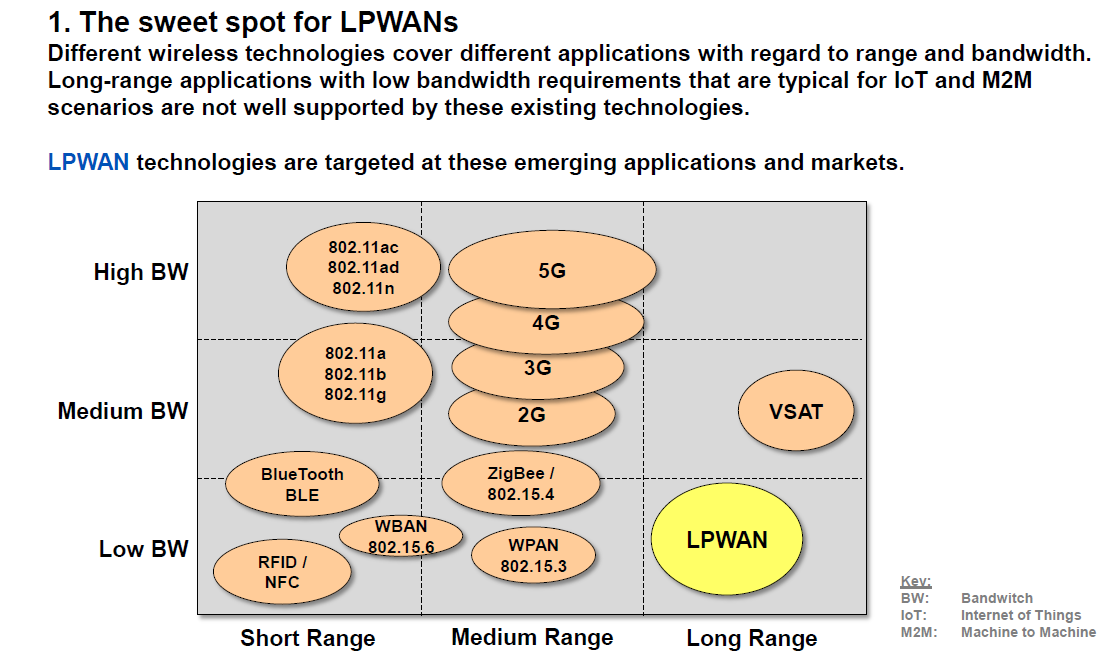 1. The sweet spot for LPWANs
Different wireless technologies cover different applications with regard to range and bandwidth.
Long-range applications with low bandwidth requirements that are typical for IoT and M2M
scenarios are not well supported by these existing technologies.
LPWAN technologies are targeted at these emerging applications and markets.
High BW
802.11ac
802.11ad
802.11n
5G
4G
Medium BW
802.11a
802.11b
802.11g
3G
2G
VSAT
Low BW
BlueTooth
BLE
ZigBee /
802.15.4
WBAN
802.15.6
WPAN
802.15.3
LPWAN
RFID /
NFC
Short Range
Medium Range
Long Range
Key:
BW: Bandwitch
IoT: Internet of Things
M2M: Machine to Machine